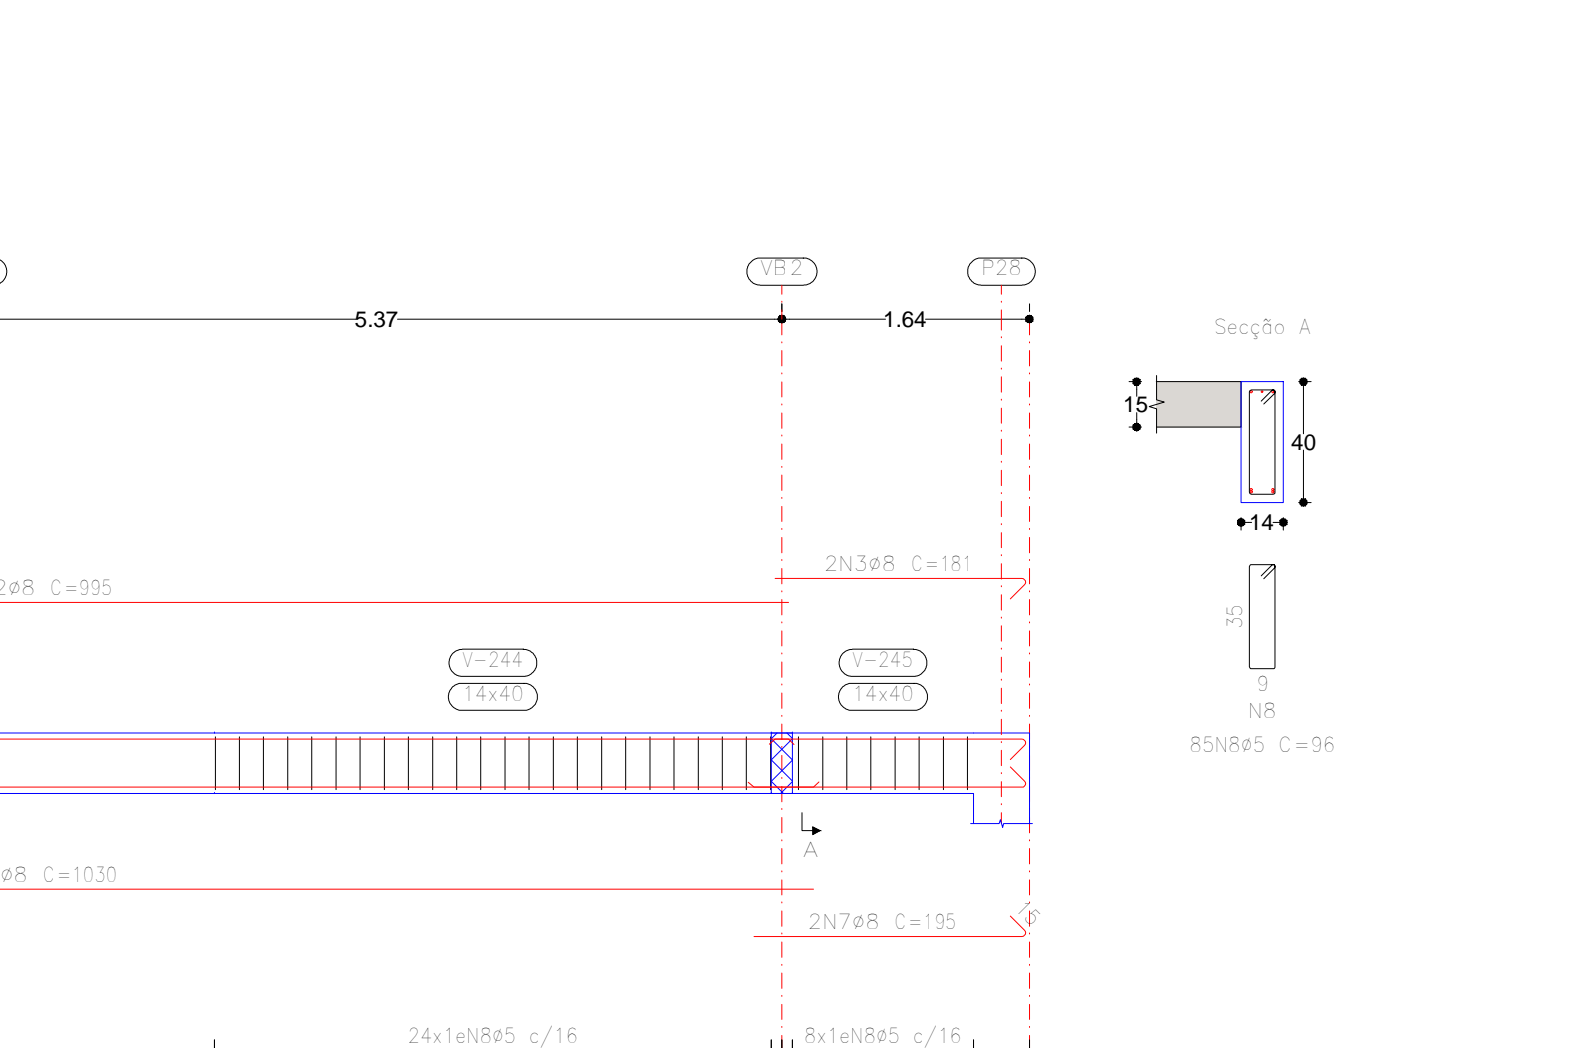 VB2
P28
5.37
1.64
Secção A
15
40
14
2N3ø8 C=181
2ø8 C=995
35
V-244
V-245
14x40
14x40
9
N8
85N8ø5 C=96
A
ø8 C=1030
15
2N7ø8 C=195
24x1eN8ø5 c/16
8x1eN8ø5 c/16